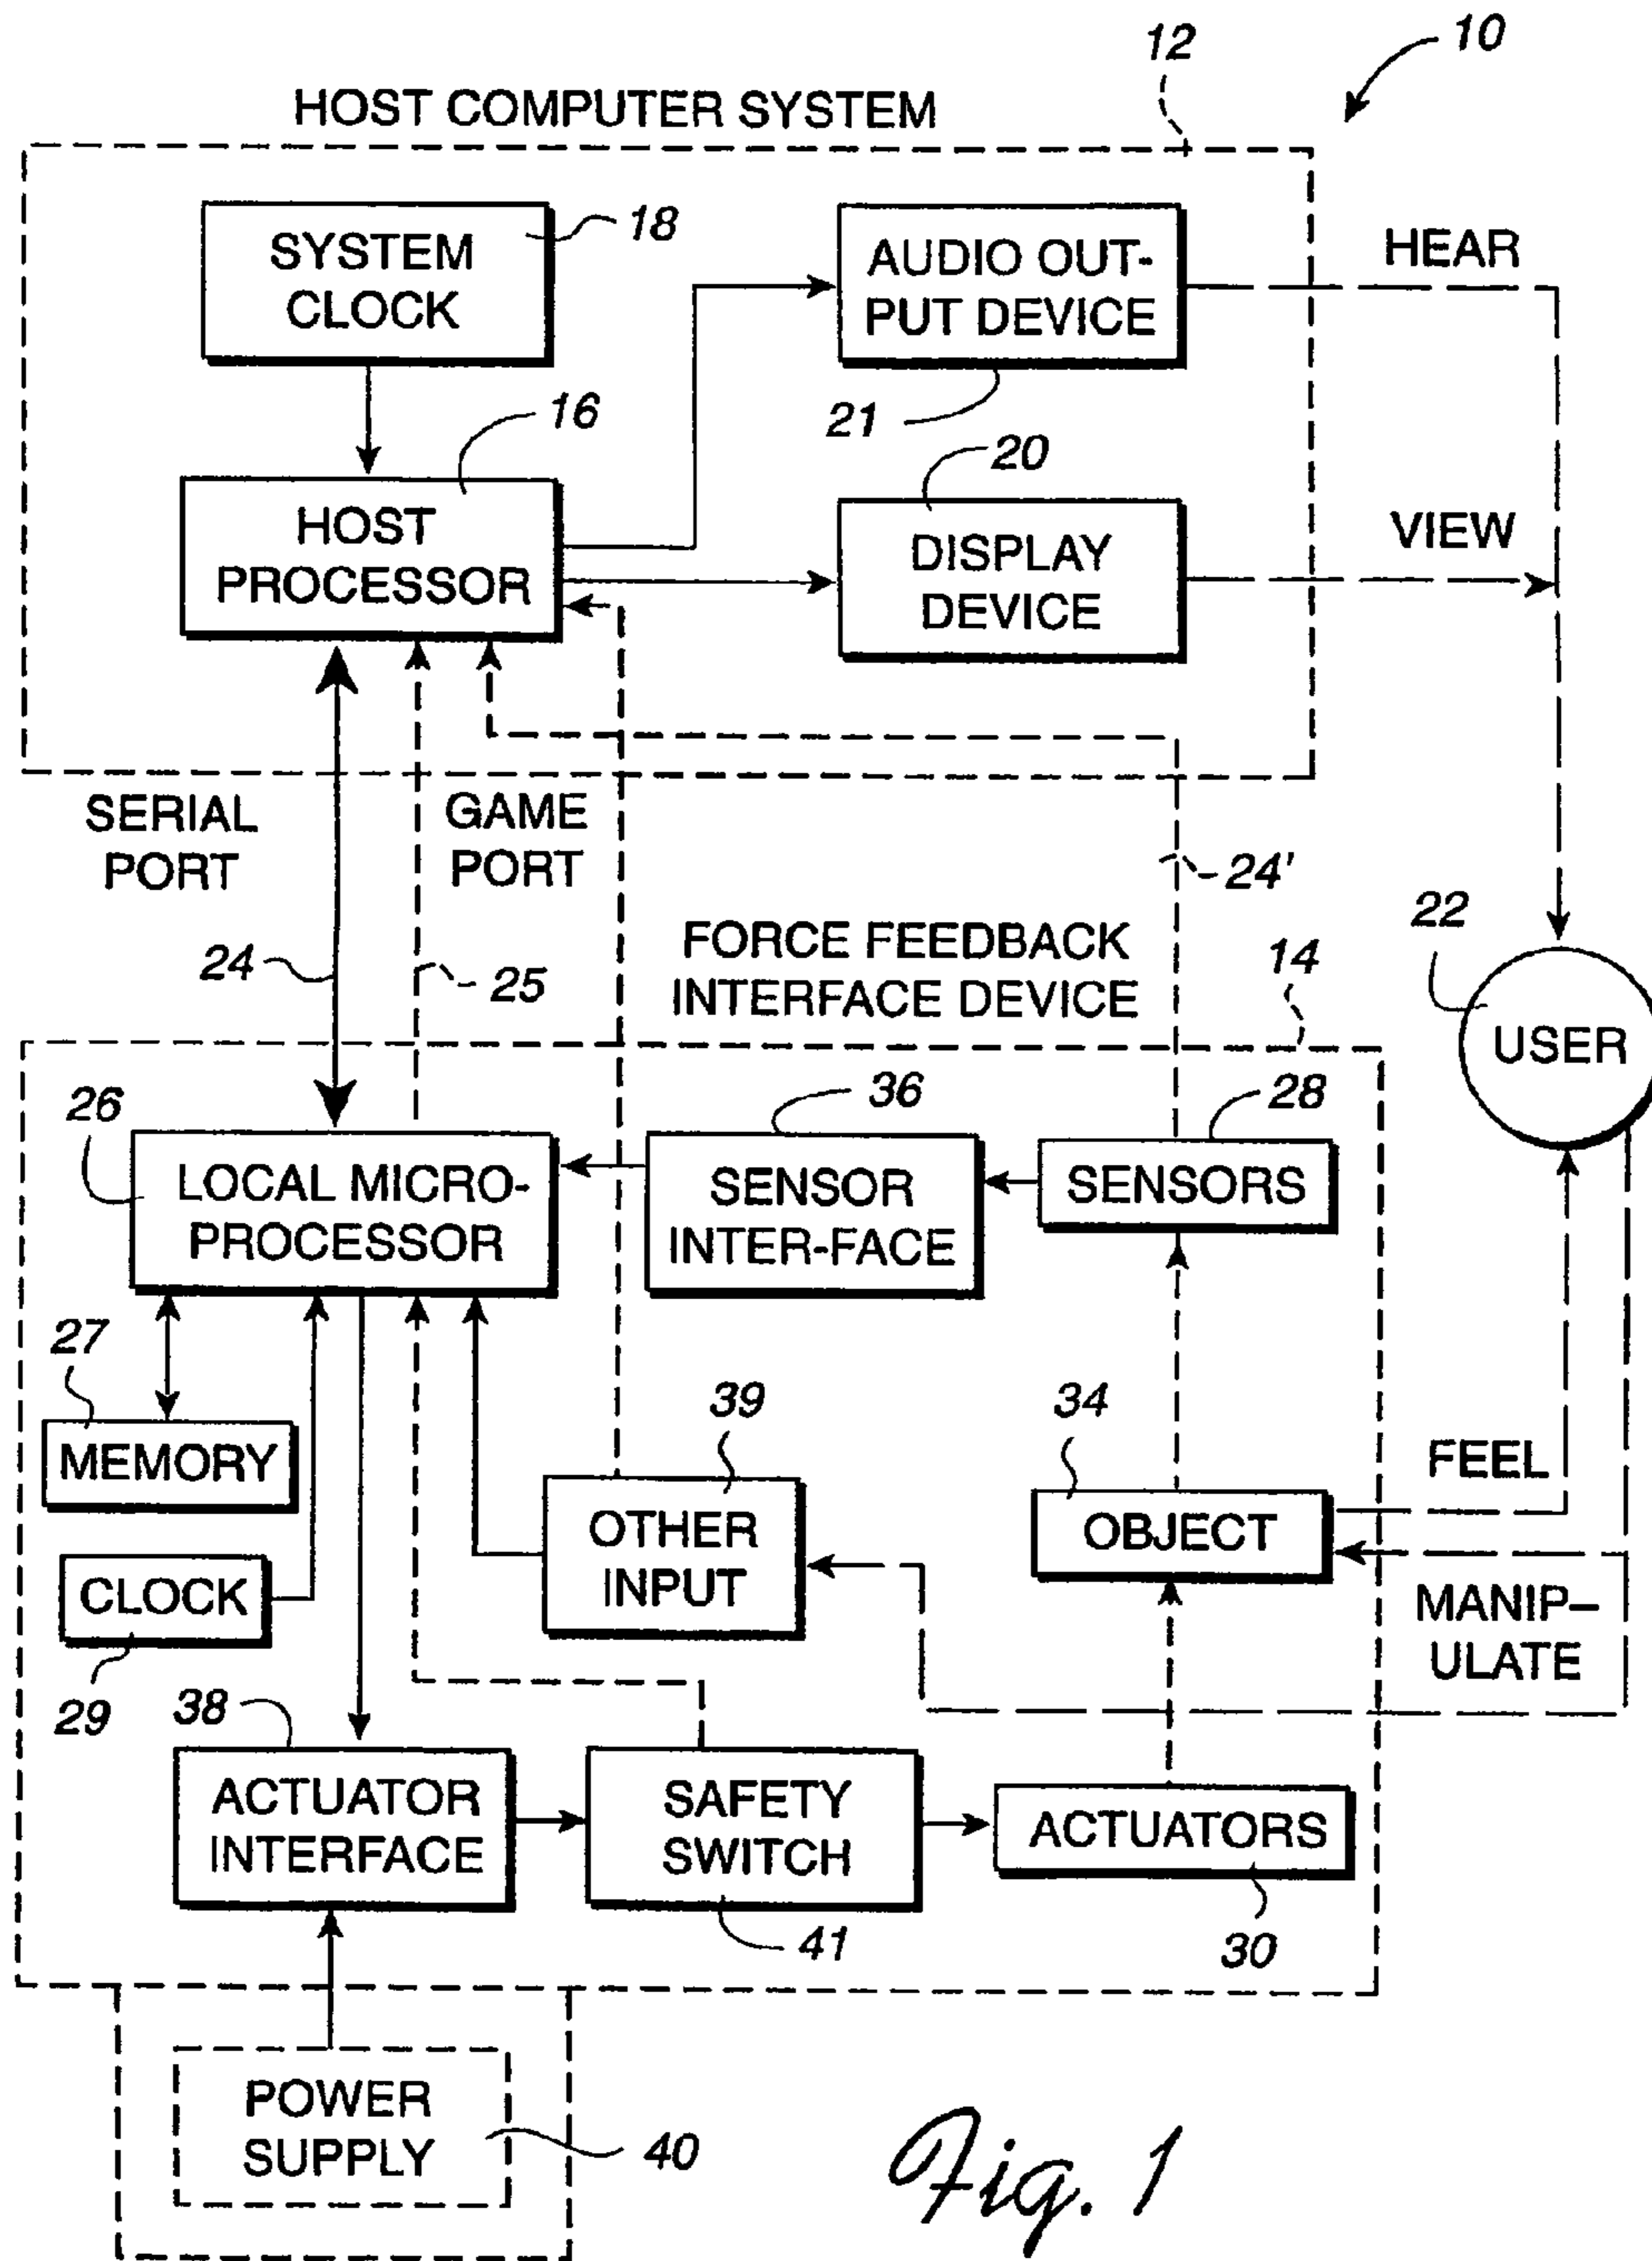 10
12
HOST COMPUTER SYSTEM
SYSTEM
CLOCK
18
AUDIO OUT-
PUT DEVICE
HEAR
21
16
20
HOST
PROCESSOR
DISPLAY
DEVICE
VIEW
SERIAL
PORT
GAME
PORT
24'
24
25
FORCE FEEDBACK
INTERFACE DEVICE
14
22
USER
26
36
28
LOCAL MICRO-
PROCESSOR
SENSOR
INTER-FACE
SENSORS
27
MEMORY
39
34
FEEL
OTHER
INPUT
OBJECT
CLOCK
29
MANIP–
ULATE
38
ACTUATOR
INTERFACE
SAFETY
SWITCH
ACTUATORS
41
30
POWER
SUPPLY
40
Fig. 1